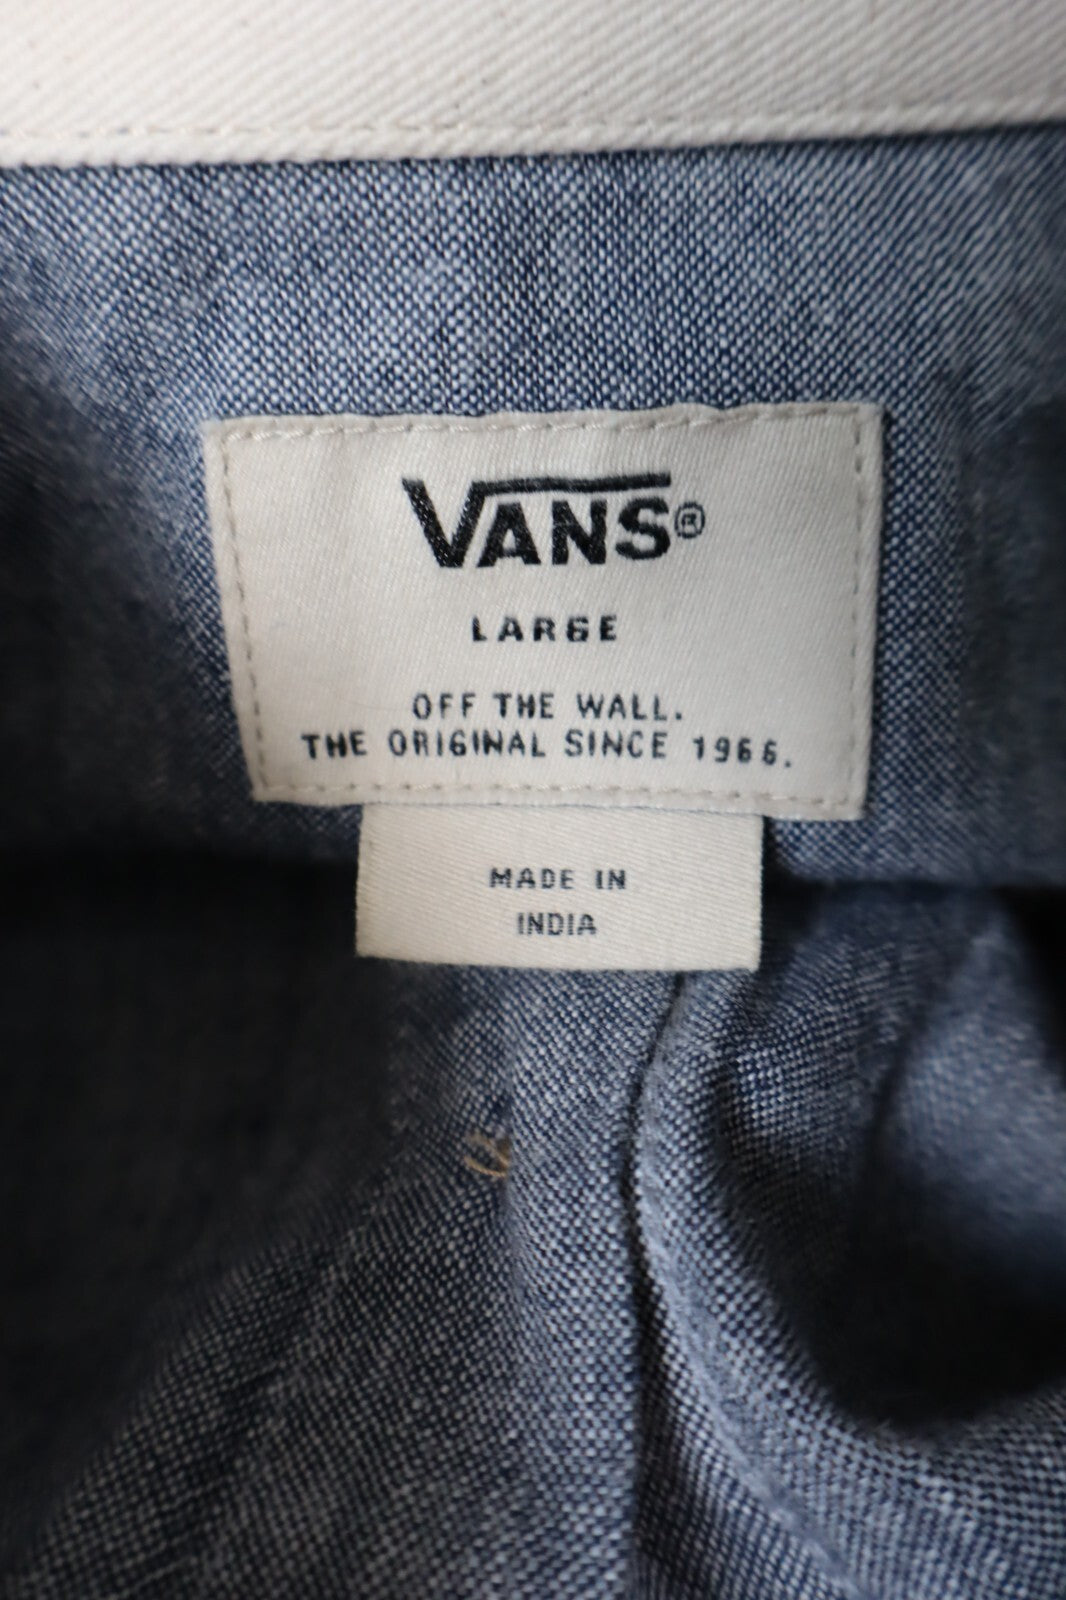 VANS®
LARGE
OFF THE WALL.
THE ORIGINAL SINCE 1966.
MADE IN
INDIA